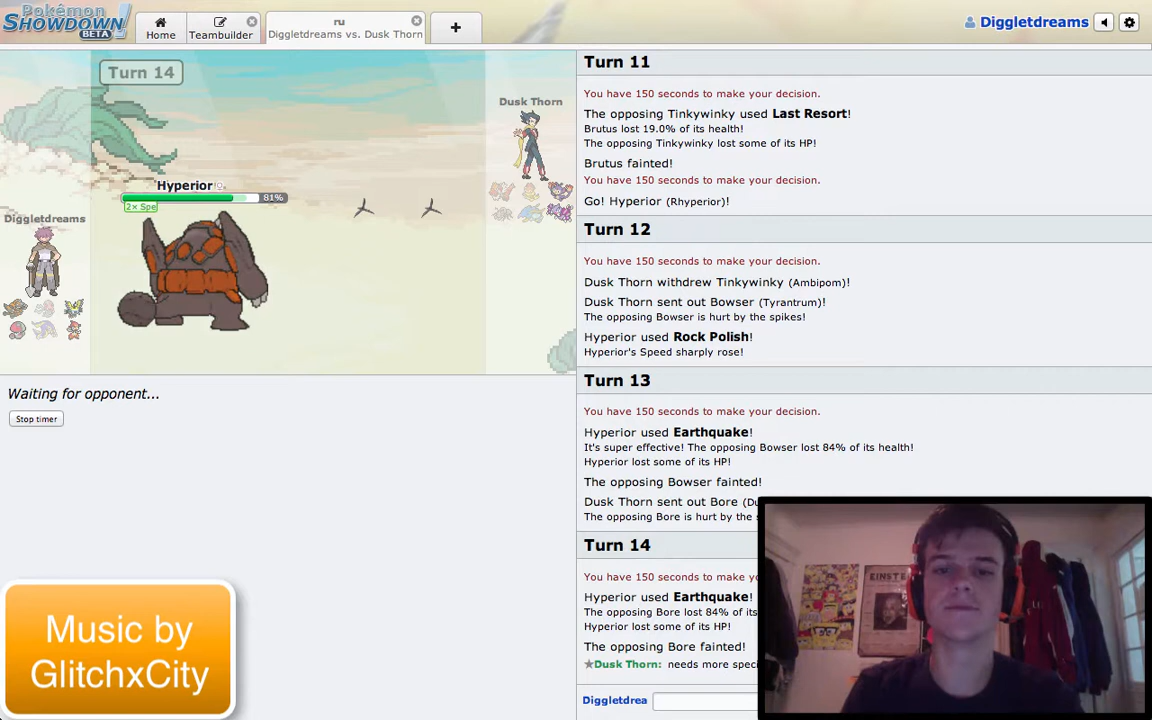 Pokémon
SHOWDOWN!
BETA
Home
Teambuilder
ru
Diggletdreams vs. Dusk Thorn
+
Diggletdreams
Turn 14
Dusk Thorn
Hyperior
81%
2× Spe
Diggletdreams
Waiting for opponent...
Stop timer
Music by
GlitchxCity
Turn 11
You have 150 seconds to make your decision.
The opposing Tinkywinky used Last Resort!
Brutus lost 19.0% of its health!
The opposing Tinkywinky lost some of its HP!
Brutus fainted!
You have 150 seconds to make your decision.
Go! Hyperior (Rhyperior)!
Turn 12
You have 150 seconds to make your decision.
Dusk Thorn withdrew Tinkywinky (Ambipom)!
Dusk Thorn sent out Bowser (Tyrantrum)!
The opposing Bowser is hurt by the spikes!
Hyperior used Rock Polish!
Hyperior's Speed sharply rose!
Turn 13
You have 150 seconds to make your decision.
Hyperior used Earthquake!
It's super effective! The opposing Bowser lost 84% of its health!
Hyperior lost some of its HP!
The opposing Bowser fainted!
Dusk Thorn sent out Bore (Du
The opposing Bore is hurt by the s
Turn 14
You have 150 seconds to make yo
Hyperior used Earthquake!
The opposing Bore lost 84% of its
Hyperior lost some of its HP!
The opposing Bore fainted!
★Dusk Thorn: needs more speci
Diggletdrea
EINSTE